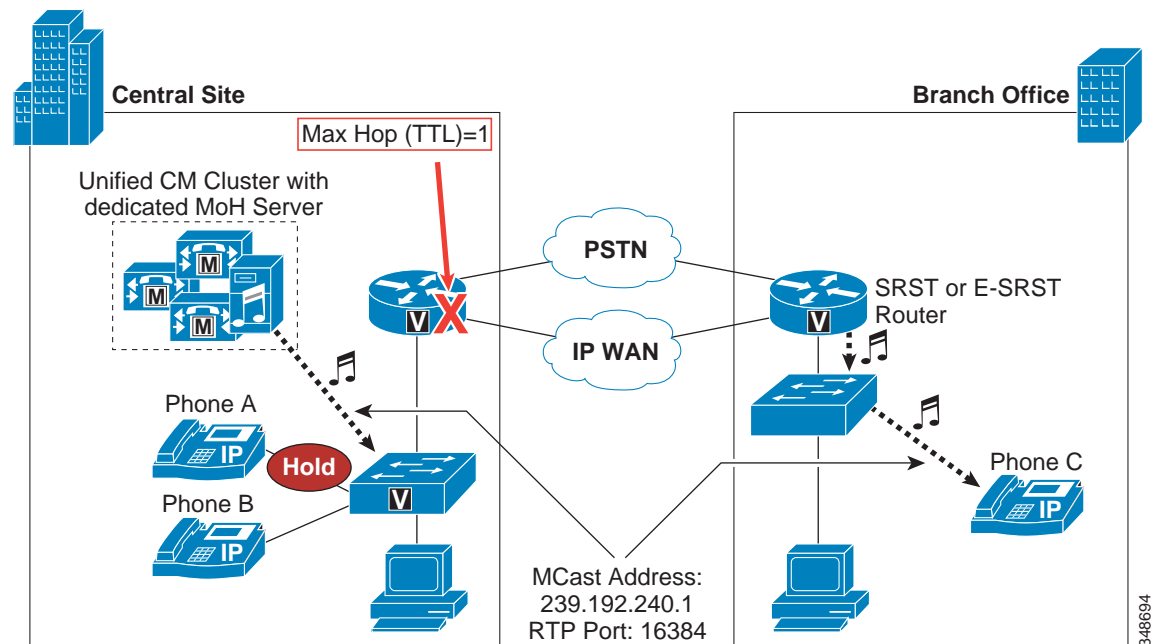 Central Site
Branch Office
Max Hop (TTL)=1
Unified CM Cluster with
dedicated MoH Server
M
M
M
PSTN
V
X
SRST or E-SRST
Router
V
IP WAN
Phone A
IP
Hold
V
Phone B
IP
Phone C
IP
MCast Address:
239.192.240.1
RTP Port: 16384
348694